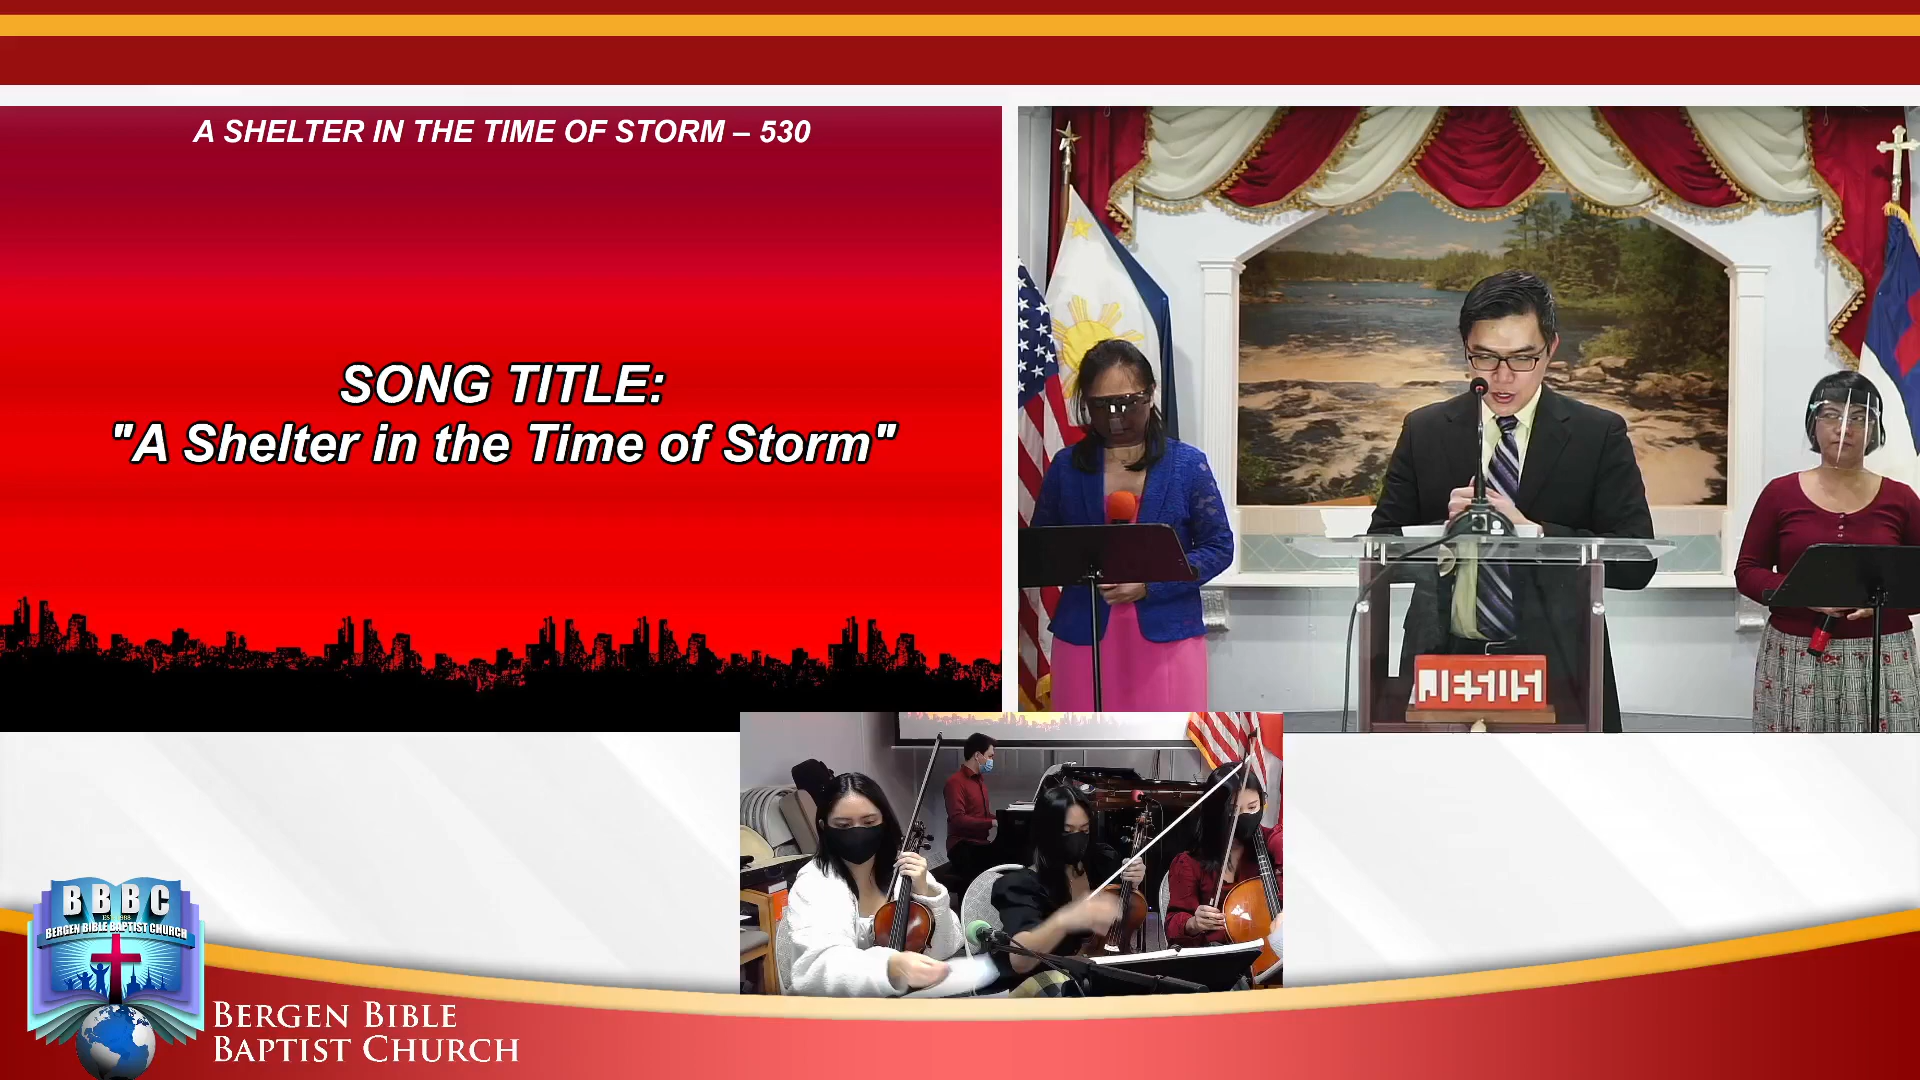 A SHELTER IN THE TIME OF STORM – 530
SONG TITLE:
"A Shelter in the Time of Storm"
JESUS
BBBC
BERGEN BIBLE BAPTIST CHURCH
BERGEN BIBLE
BAPTIST CHURCH